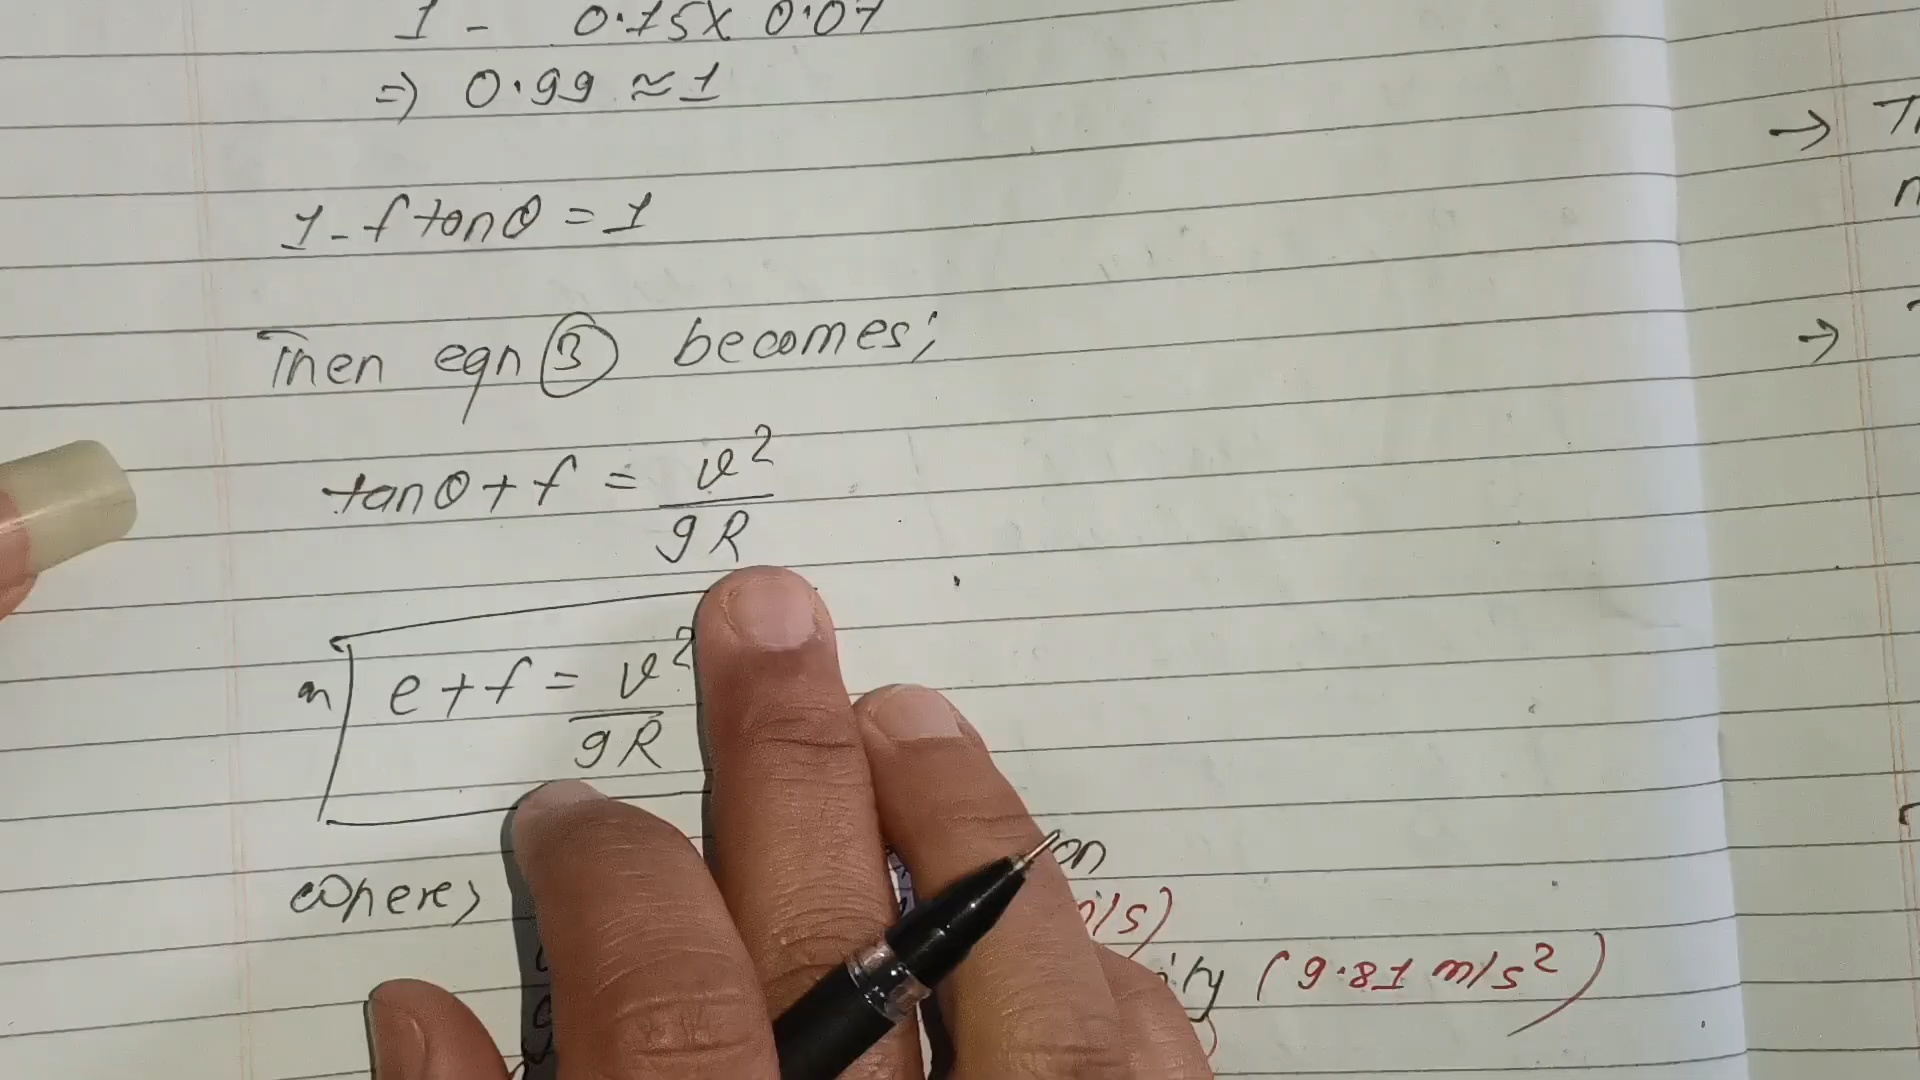 1 - 0.15x 0.07
=> 0.99 ≈ 1
1 - f tanθ = 1
Then eqn ③ becomes;
tanθ + f = v²/gR
e + f = v²/gR
where,
m/s)
(9.81 m/s²)
→
→